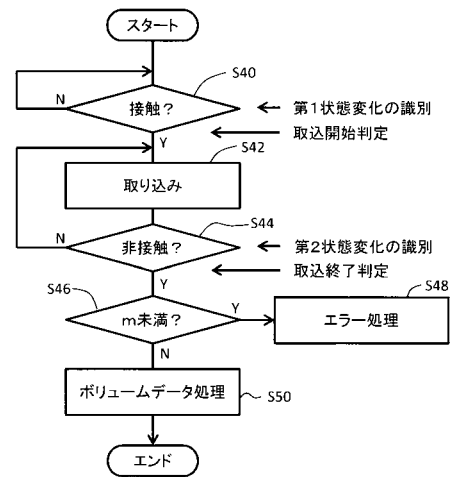 スタート
S40
N
接触?
第1状態変化の識別
取込開始判定
Y
S42
取り込み
S44
N
非接触?
第2状態変化の識別
取込終了判定
Y
S46
S48
m未満?
Y
エラー処理
N
ボリュームデータ処理
S50
エンド